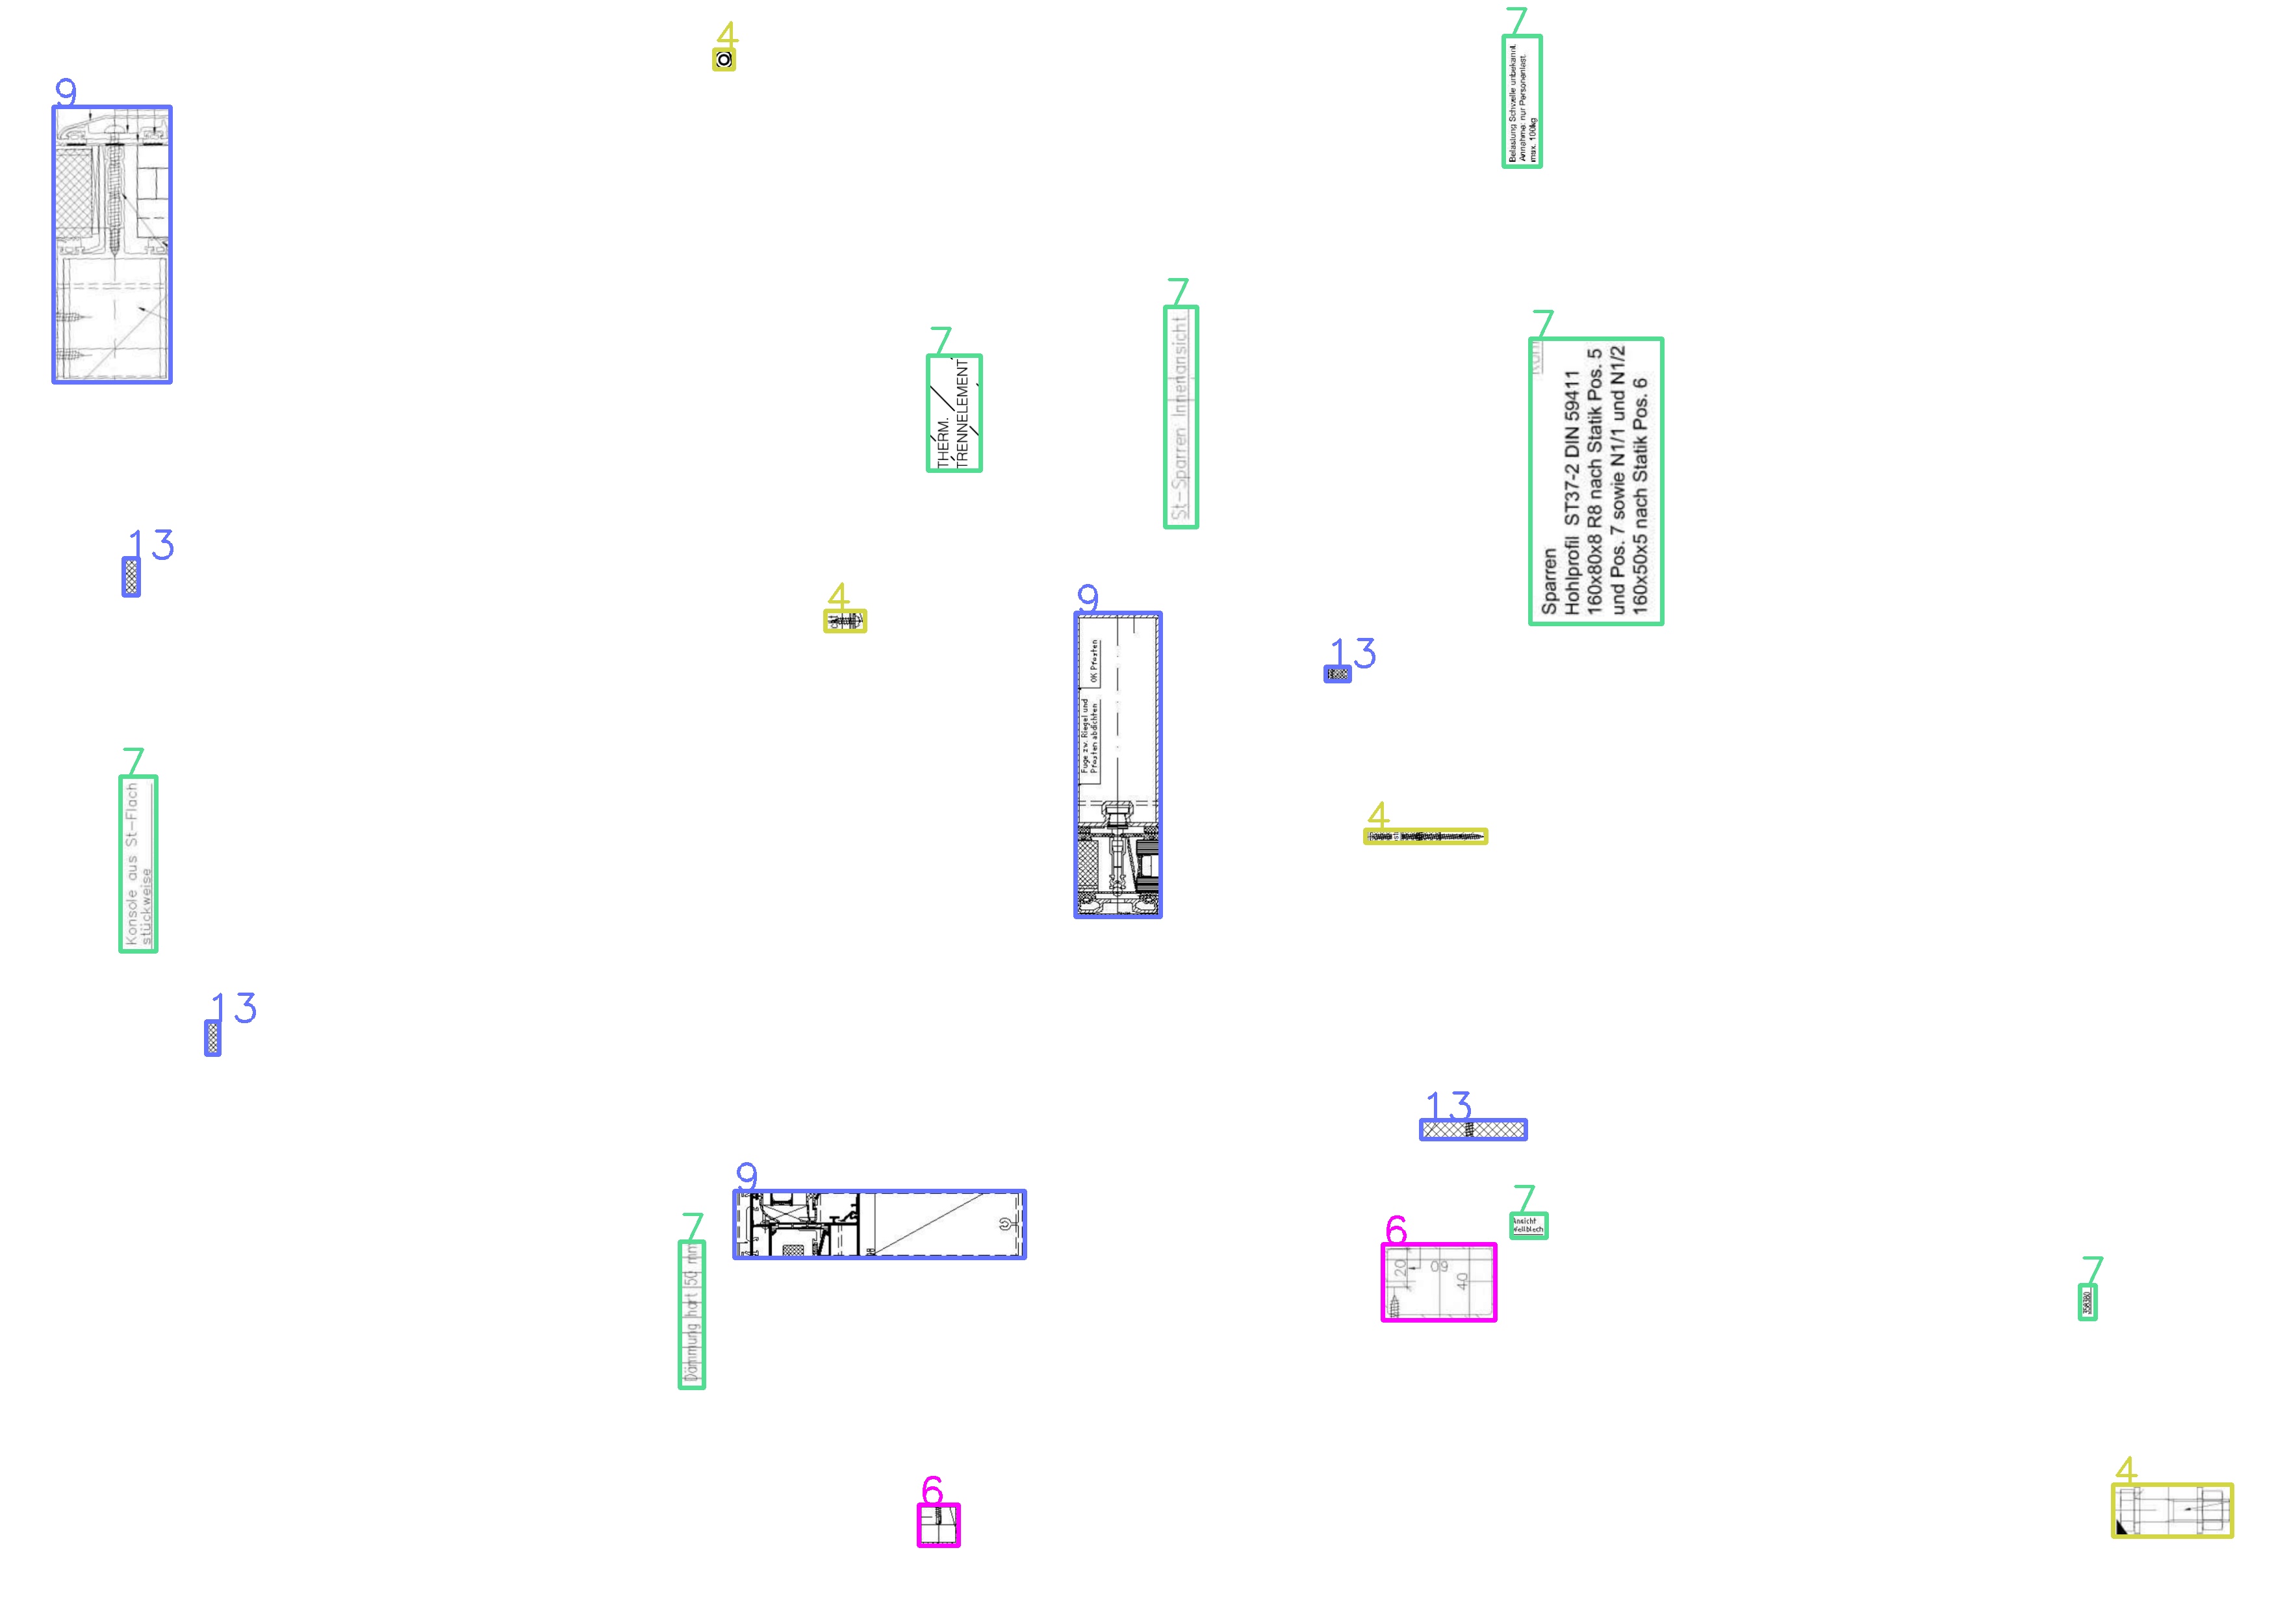 4
7
Belastung Schwelle unbekannt.
Annahme: nur Personenlast.
max. 100kg
9
7
St-Sparren Innenansicht
7
Sparren
Hohlprofil ST37-2 DIN 59411
160x80x8 R8 nach Statik Pos. 5
und Pos. 7 sowie N1/1 und N1/2
160x50x5 nach Statik Pos. 6
7
THERM.
TRENNELEMENT
13
4
9
OK Pfosten
Fuge zw. Riegel und
Pfosten abdichten
13
7
Konsole aus St-Flach
stückweise
4
13
13
9
7
Ansicht
Wellblech
7
Dämmung hart 150 mm
6
20
60
40
7
4
6